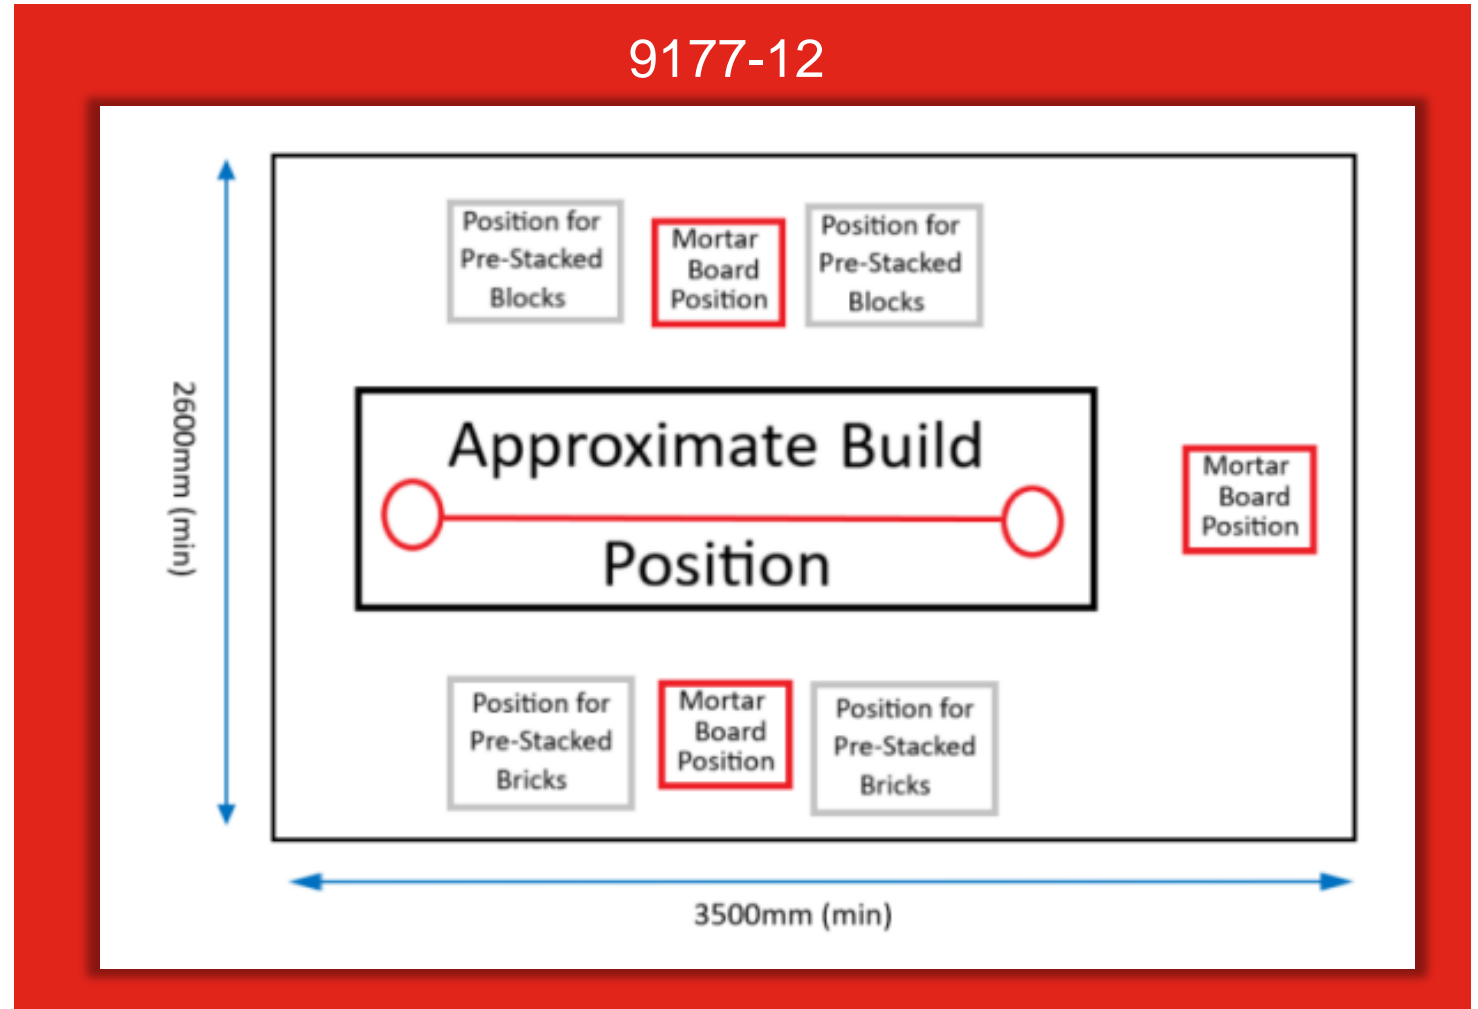 9177-12
Position for
Pre-Stacked
Blocks
Mortar
Board
Position
Position for
Pre-Stacked
Blocks
2600mm (min)
Approximate Build
Position
Mortar
Board
Position
Position for
Pre-Stacked
Bricks
Mortar
Board
Position
Position for
Pre-Stacked
Bricks
3500mm (min)